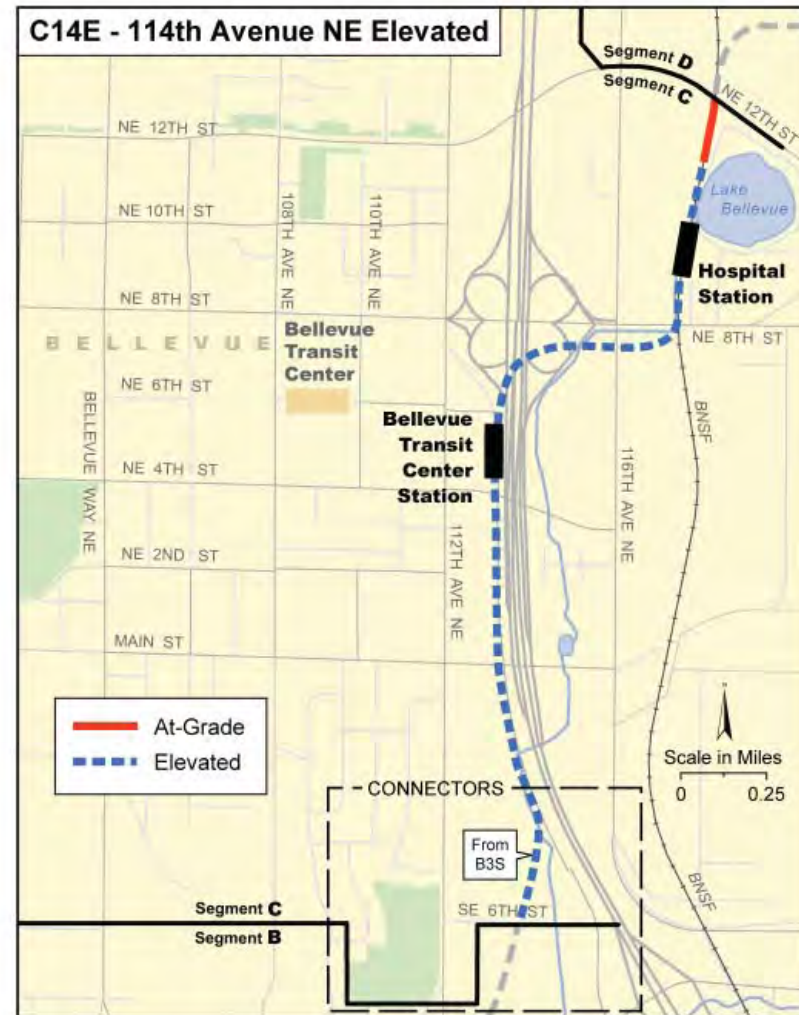 C14E - 114th Avenue NE Elevated
Segment D
Segment C
NE 12TH ST
NE 12TH ST
Lake
Bellevue
108TH AVE NE
110TH AVE NE
NE 10TH ST
Hospital
Station
NE 8TH ST
NE 8TH ST
BELLEVUE
Bellevue
Transit
Center
NE 6TH ST
BELLEVUE WAY NE
Bellevue
Transit
Center
Station
BNSF
NE 4TH ST
116TH AVE NE
112TH AVE NE
NE 2ND ST
MAIN ST
At-Grade
Elevated
N
Scale in Miles
0 0.25
CONNECTORS
From
B3S
BNSF
Segment C
Segment B
SE 6TH ST